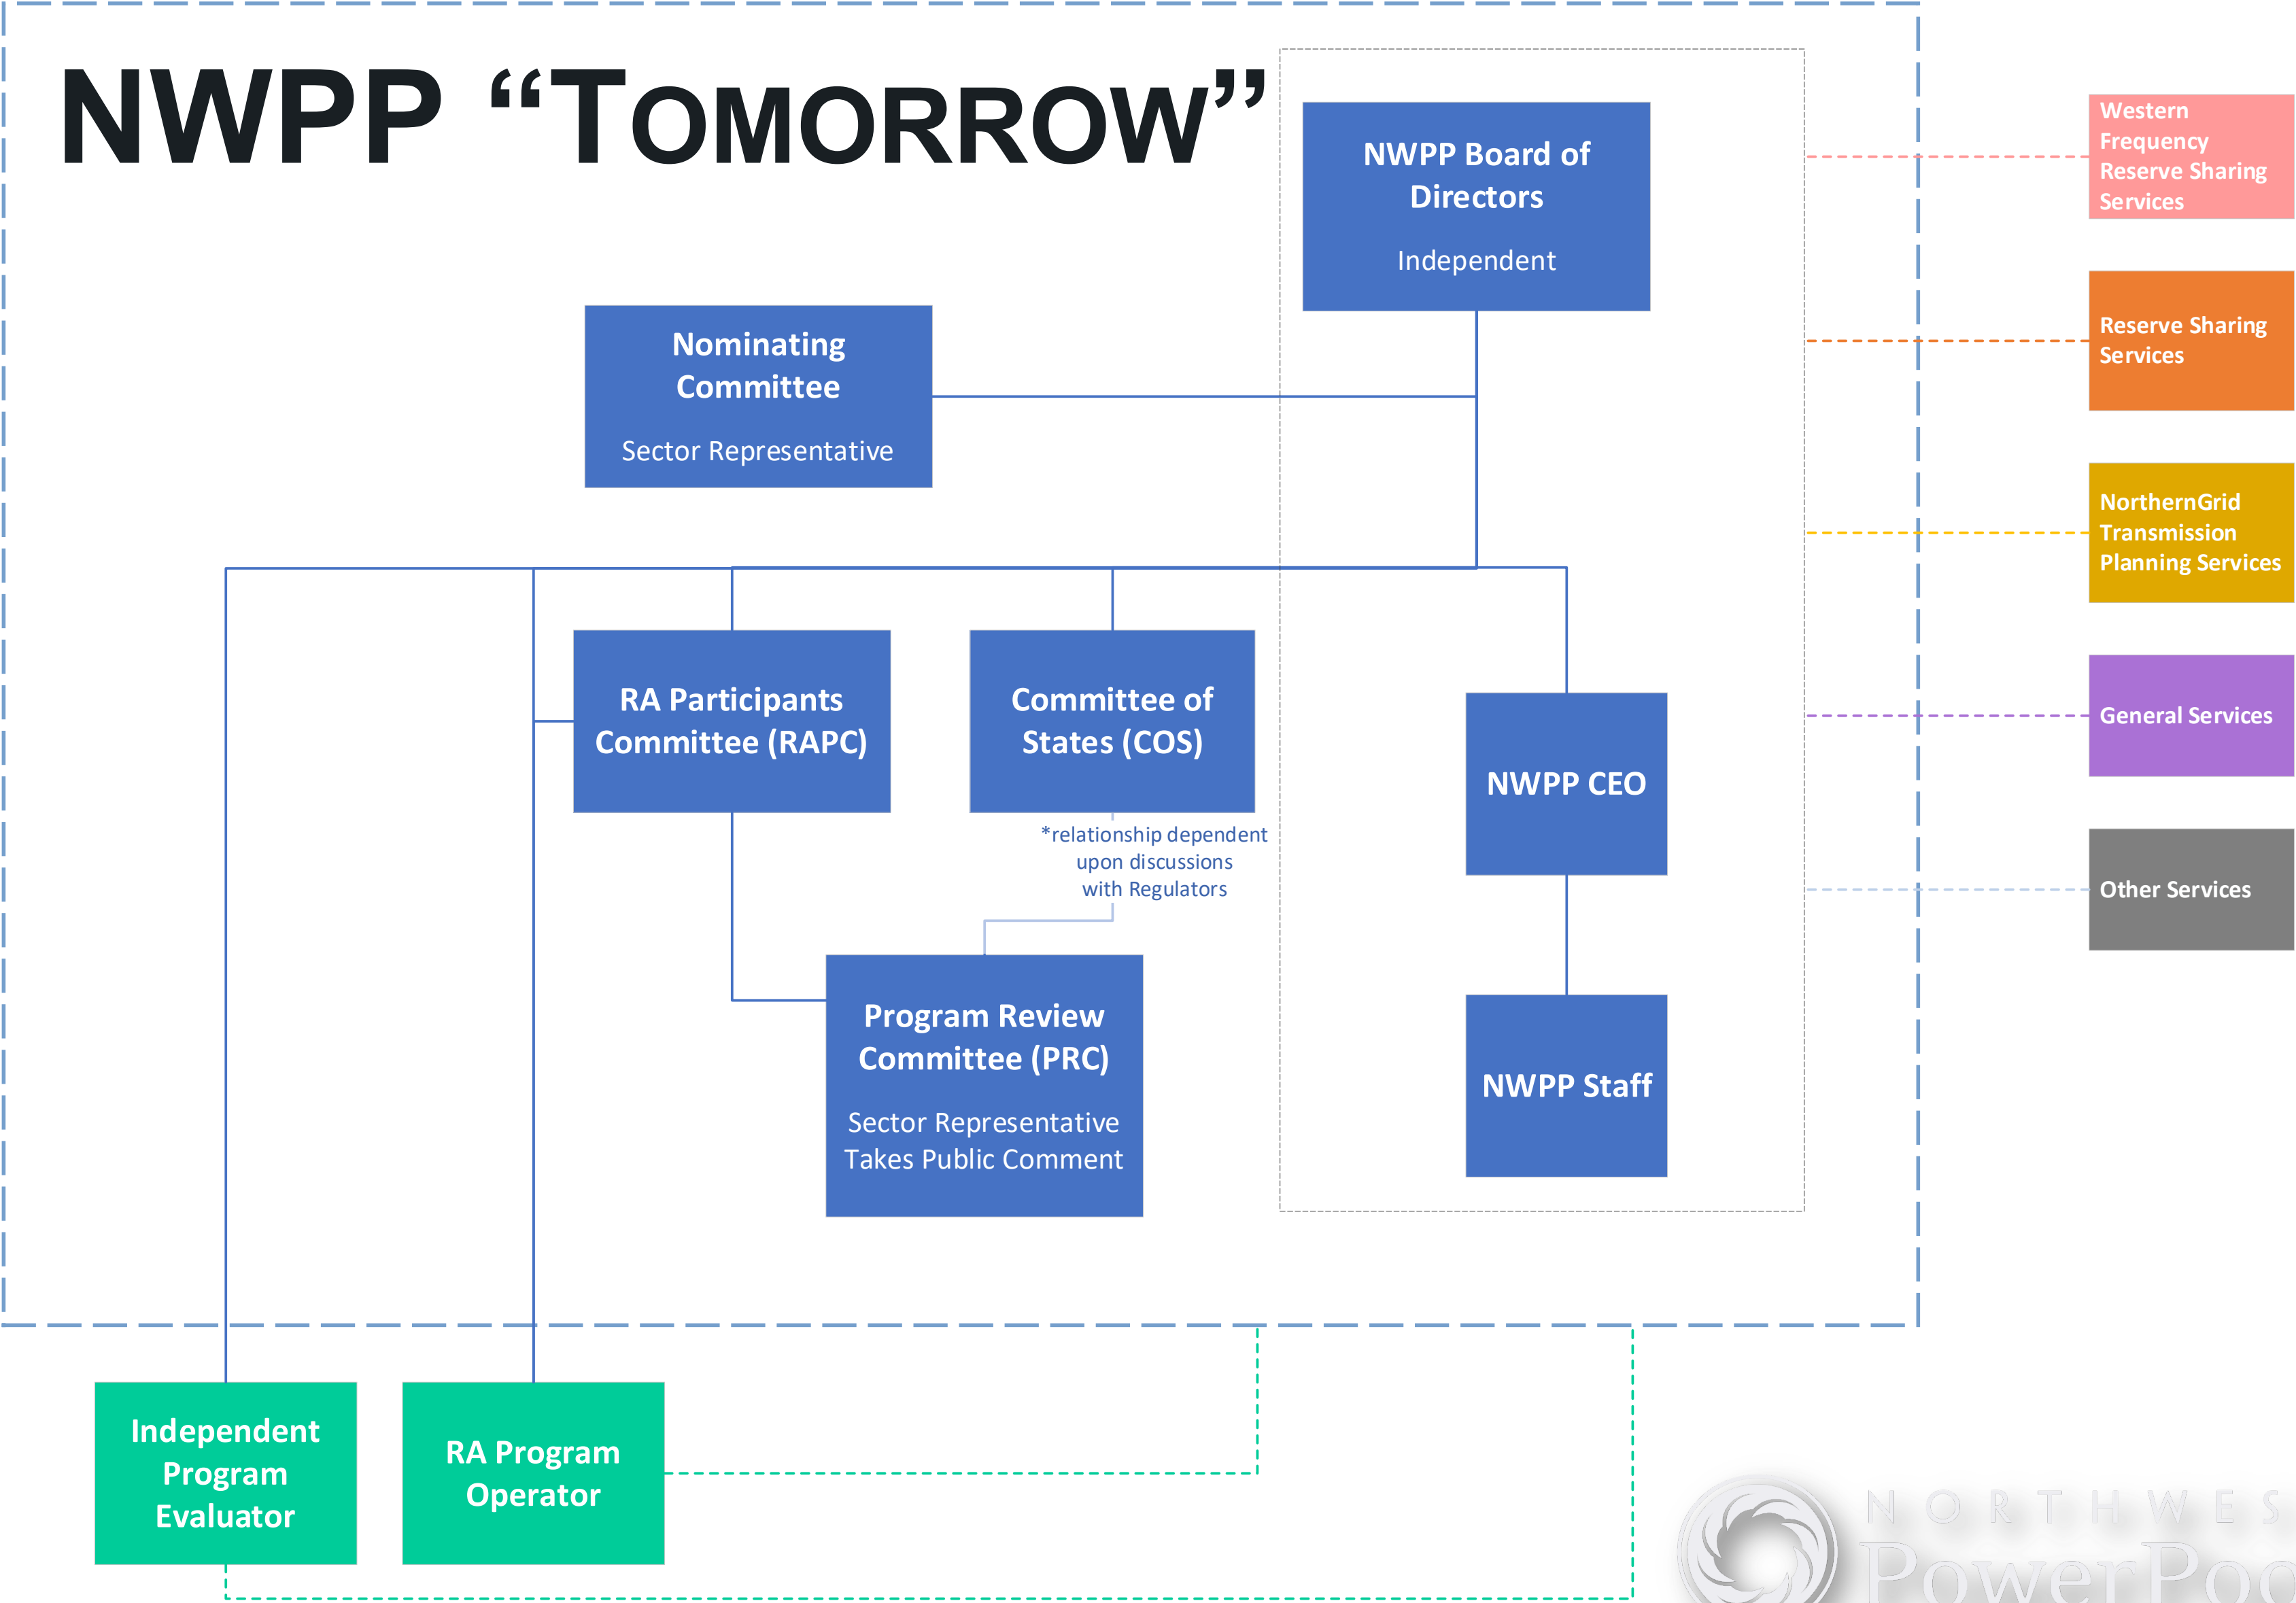 NWPP “TOMORROW”
NWPP Board of
Directors
Independent
Nominating
Committee
Sector Representative
RA Participants
Committee (RAPC)
Committee of
States (COS)
*relationship dependent
upon discussions
with Regulators
NWPP CEO
Program Review
Committee (PRC)
Sector Representative
Takes Public Comment
NWPP Staff
Independent
Program
Evaluator
RA Program
Operator
Western
Frequency
Reserve Sharing
Services
Reserve Sharing
Services
NorthernGrid
Transmission
Planning Services
General Services
Other Services
NORTHWES
PowerPoo